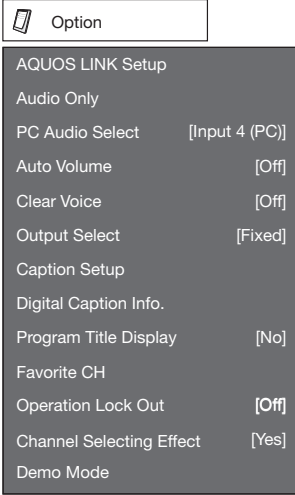 Option
AQUOS LINK Setup
Audio Only
PC Audio Select [Input 4 (PC)]
Auto Volume [Off]
Clear Voice [Off]
Output Select [Fixed]
Caption Setup
Digital Caption Info.
Program Title Display [No]
Favorite CH
Operation Lock Out [Off]
Channel Selecting Effect [Yes]
Demo Mode